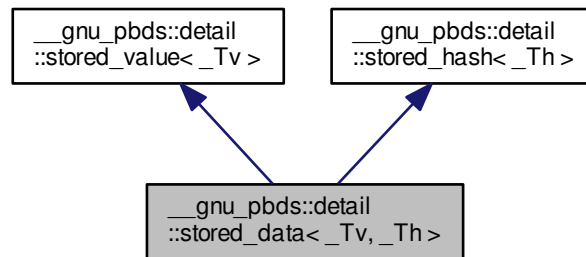 __gnu_pbds::detail
::stored_value< _Tv >
__gnu_pbds::detail
::stored_hash< _Th >
__gnu_pbds::detail
::stored_data< _Tv, _Th >